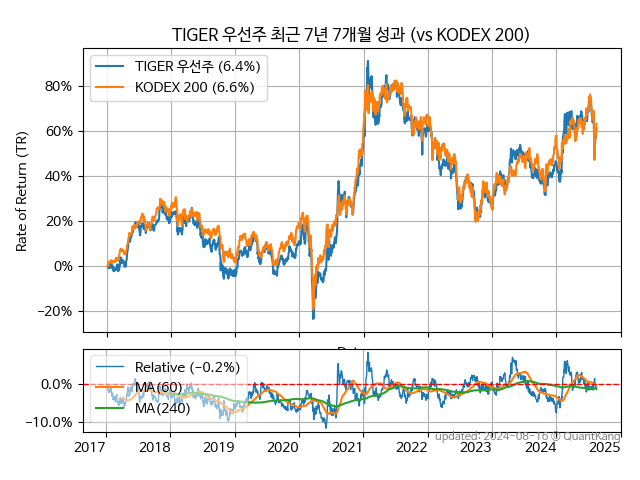 TIGER 우선주 최근 7년 7개월 성과 (vs KODEX 200)
TIGER 우선주 (6.4%)
KODEX 200 (6.6%)
Rate of Return (TR)
80%
60%
40%
20%
0%
−20%
Relative (−0.2%)
MA(60)
MA(240)
0.0%
−10.0%
2017 2018 2019 2020 2021 2022 2023 2024 2025
updated: 2024-08-16 © QuantKang